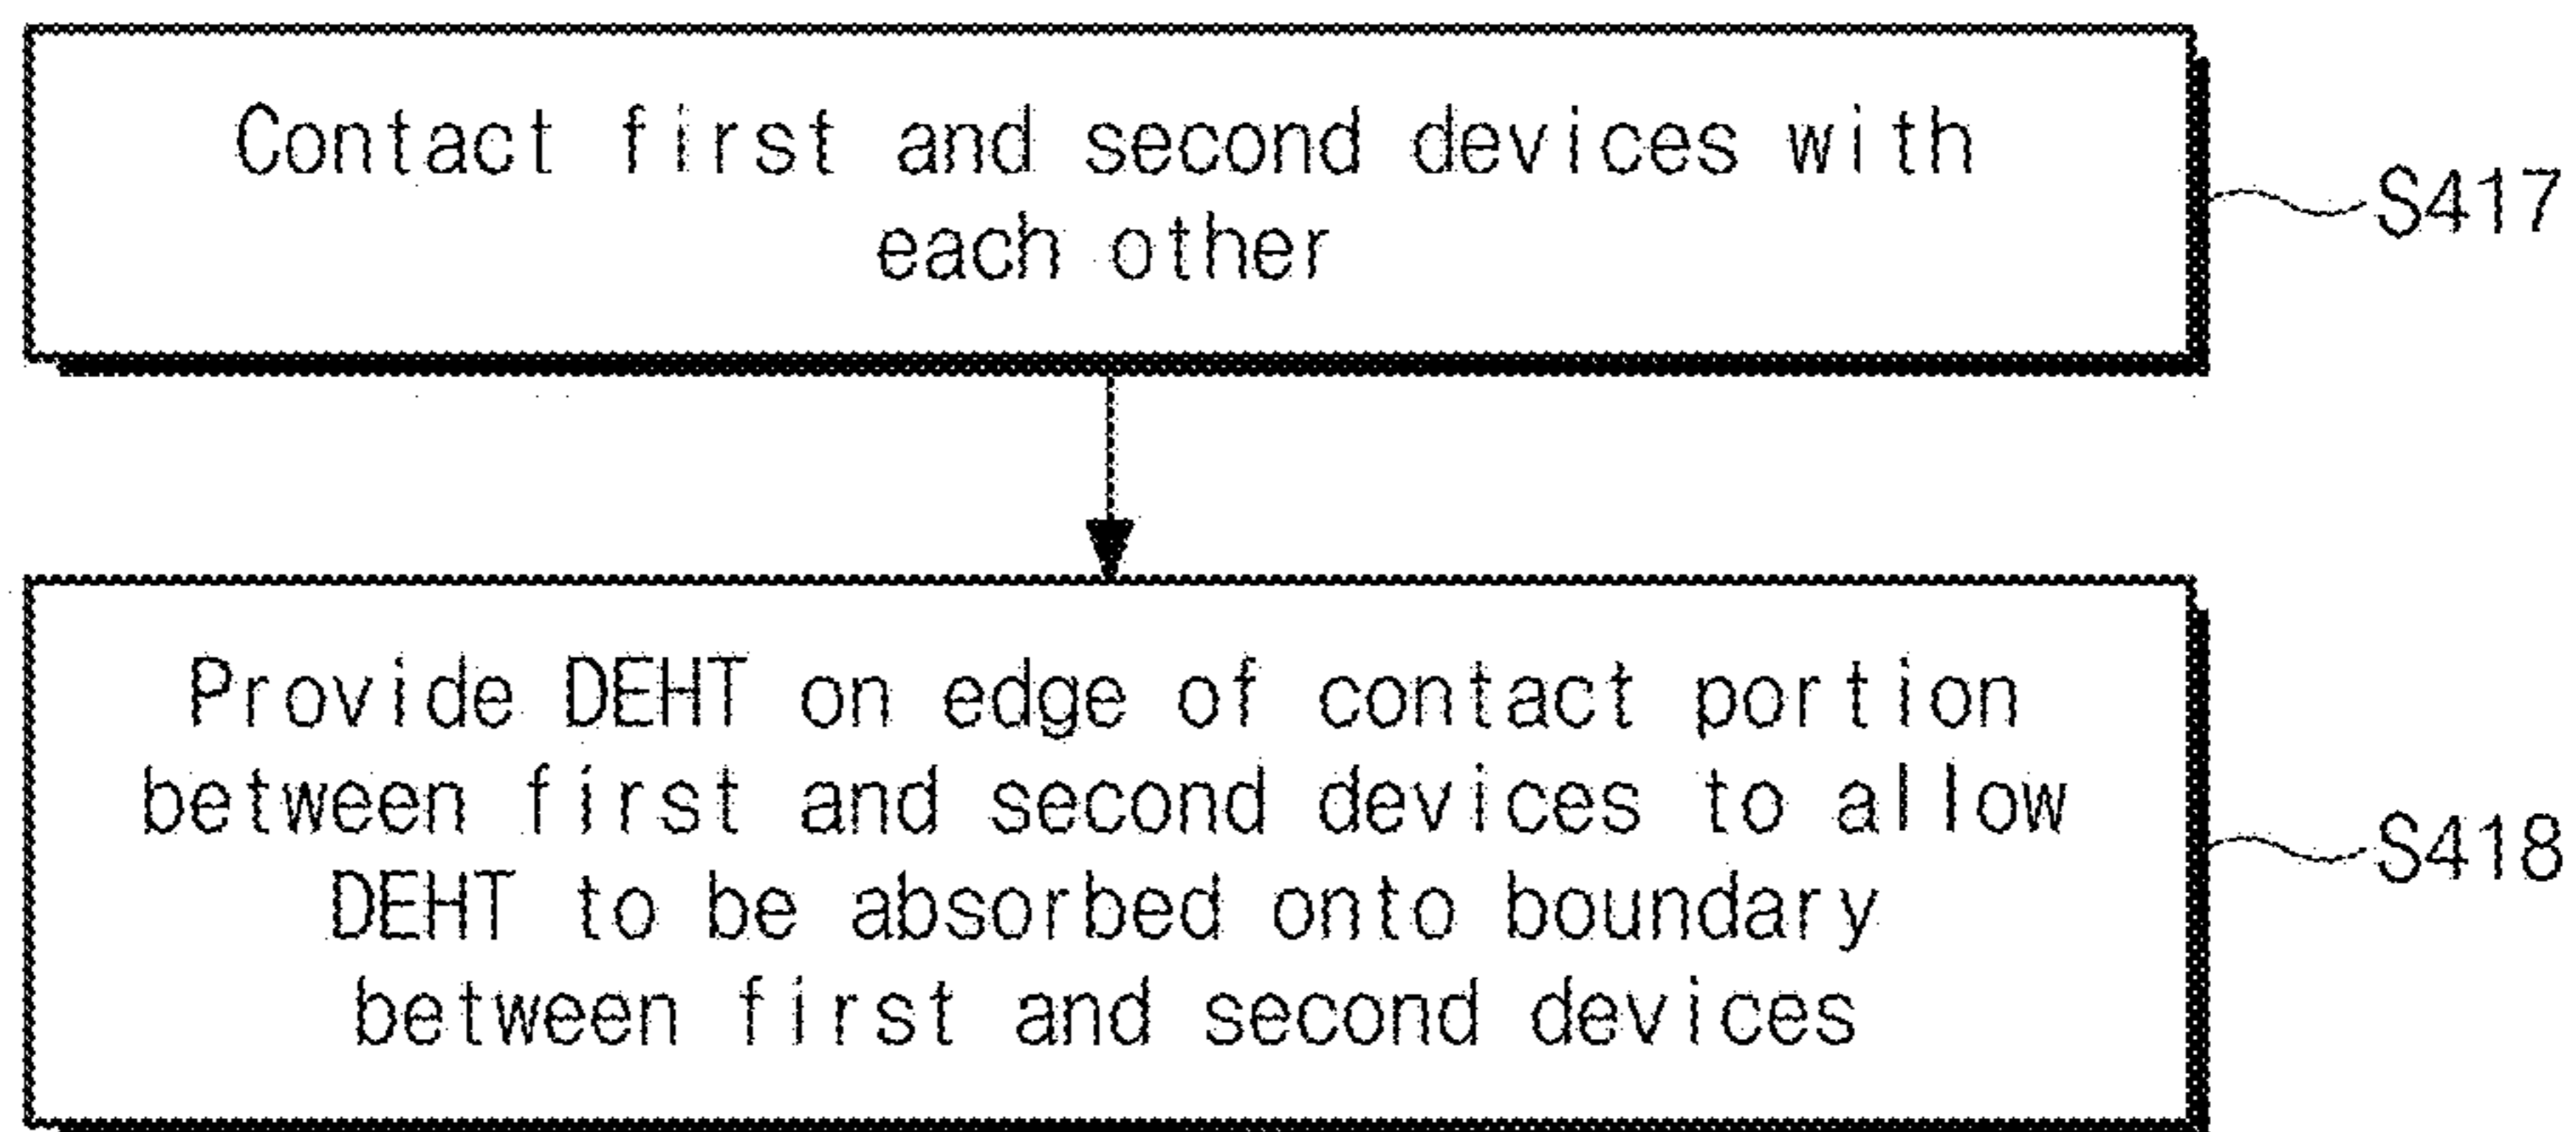 Contact first and second devices with
each other
S417
Provide DEHT on edge of contact portion
between first and second devices to allow
DEHT to be absorbed onto boundary
between first and second devices
S418